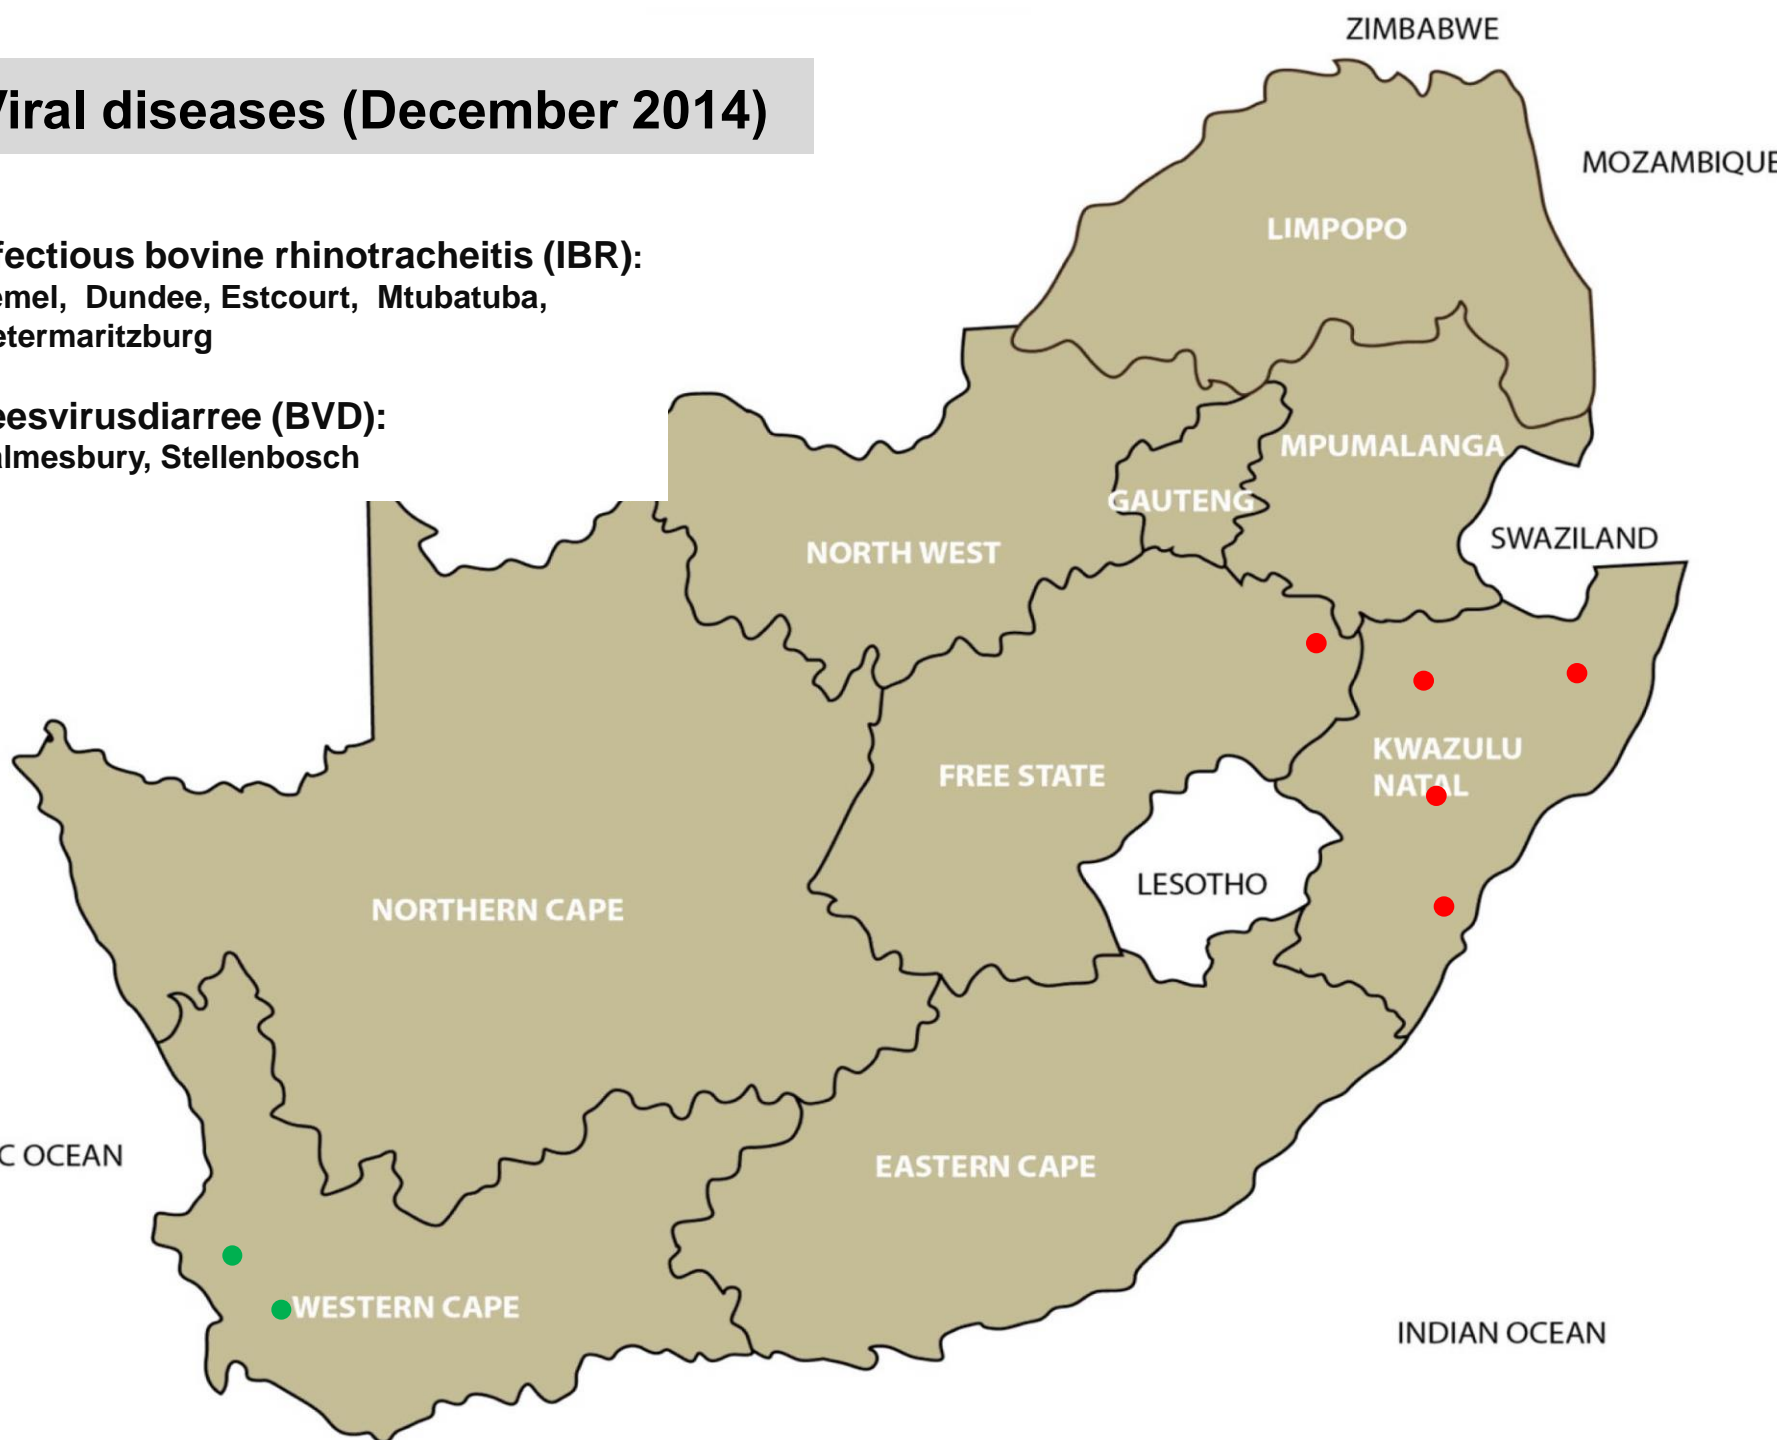 ZIMBABWE
Viral diseases (December 2014)
MOZAMBIQUE
LIMPOPO
fectious bovine rhinotracheitis (IBR):
emel, Dundee, Estcourt, Mtubatuba,
etermaritzburg
eesvirusdiarree (BVD):
almesbury, Stellenbosch
MPUMALANGA
GAUTENG
SWAZILAND
NORTH WEST
KWAZULU
NATAL
FREE STATE
LESOTHO
NORTHERN CAPE
C OCEAN
EASTERN CAPE
WESTERN CAPE
INDIAN OCEAN